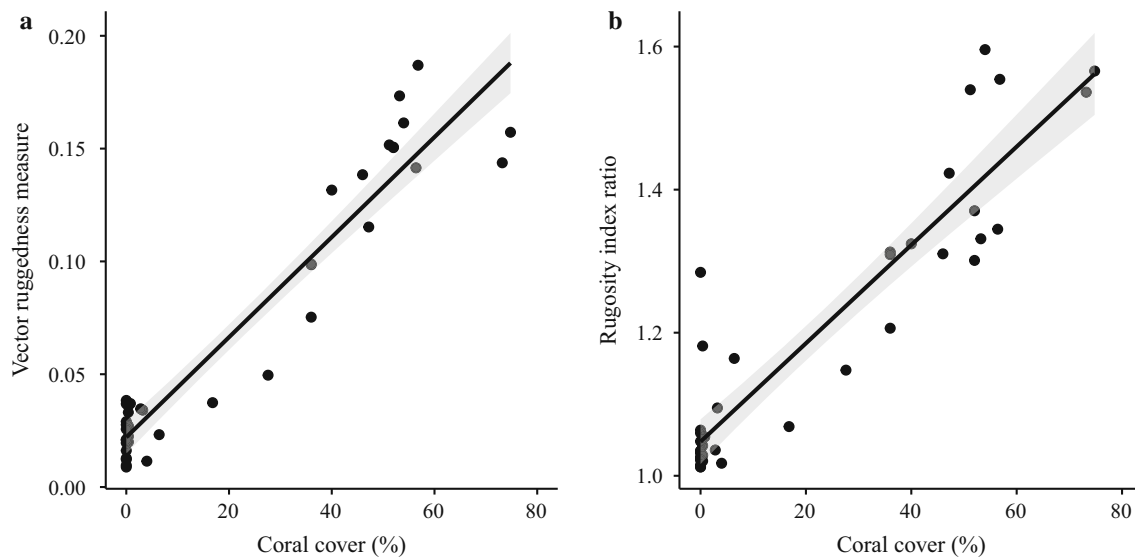 a
0.20
0.15
0.10
0.05
0.00
Vector ruggedness measure
0 20 40 60 80
Coral cover (%)
b
1.6
1.4
1.2
1.0
Rugosity index ratio
0 20 40 60 80
Coral cover (%)